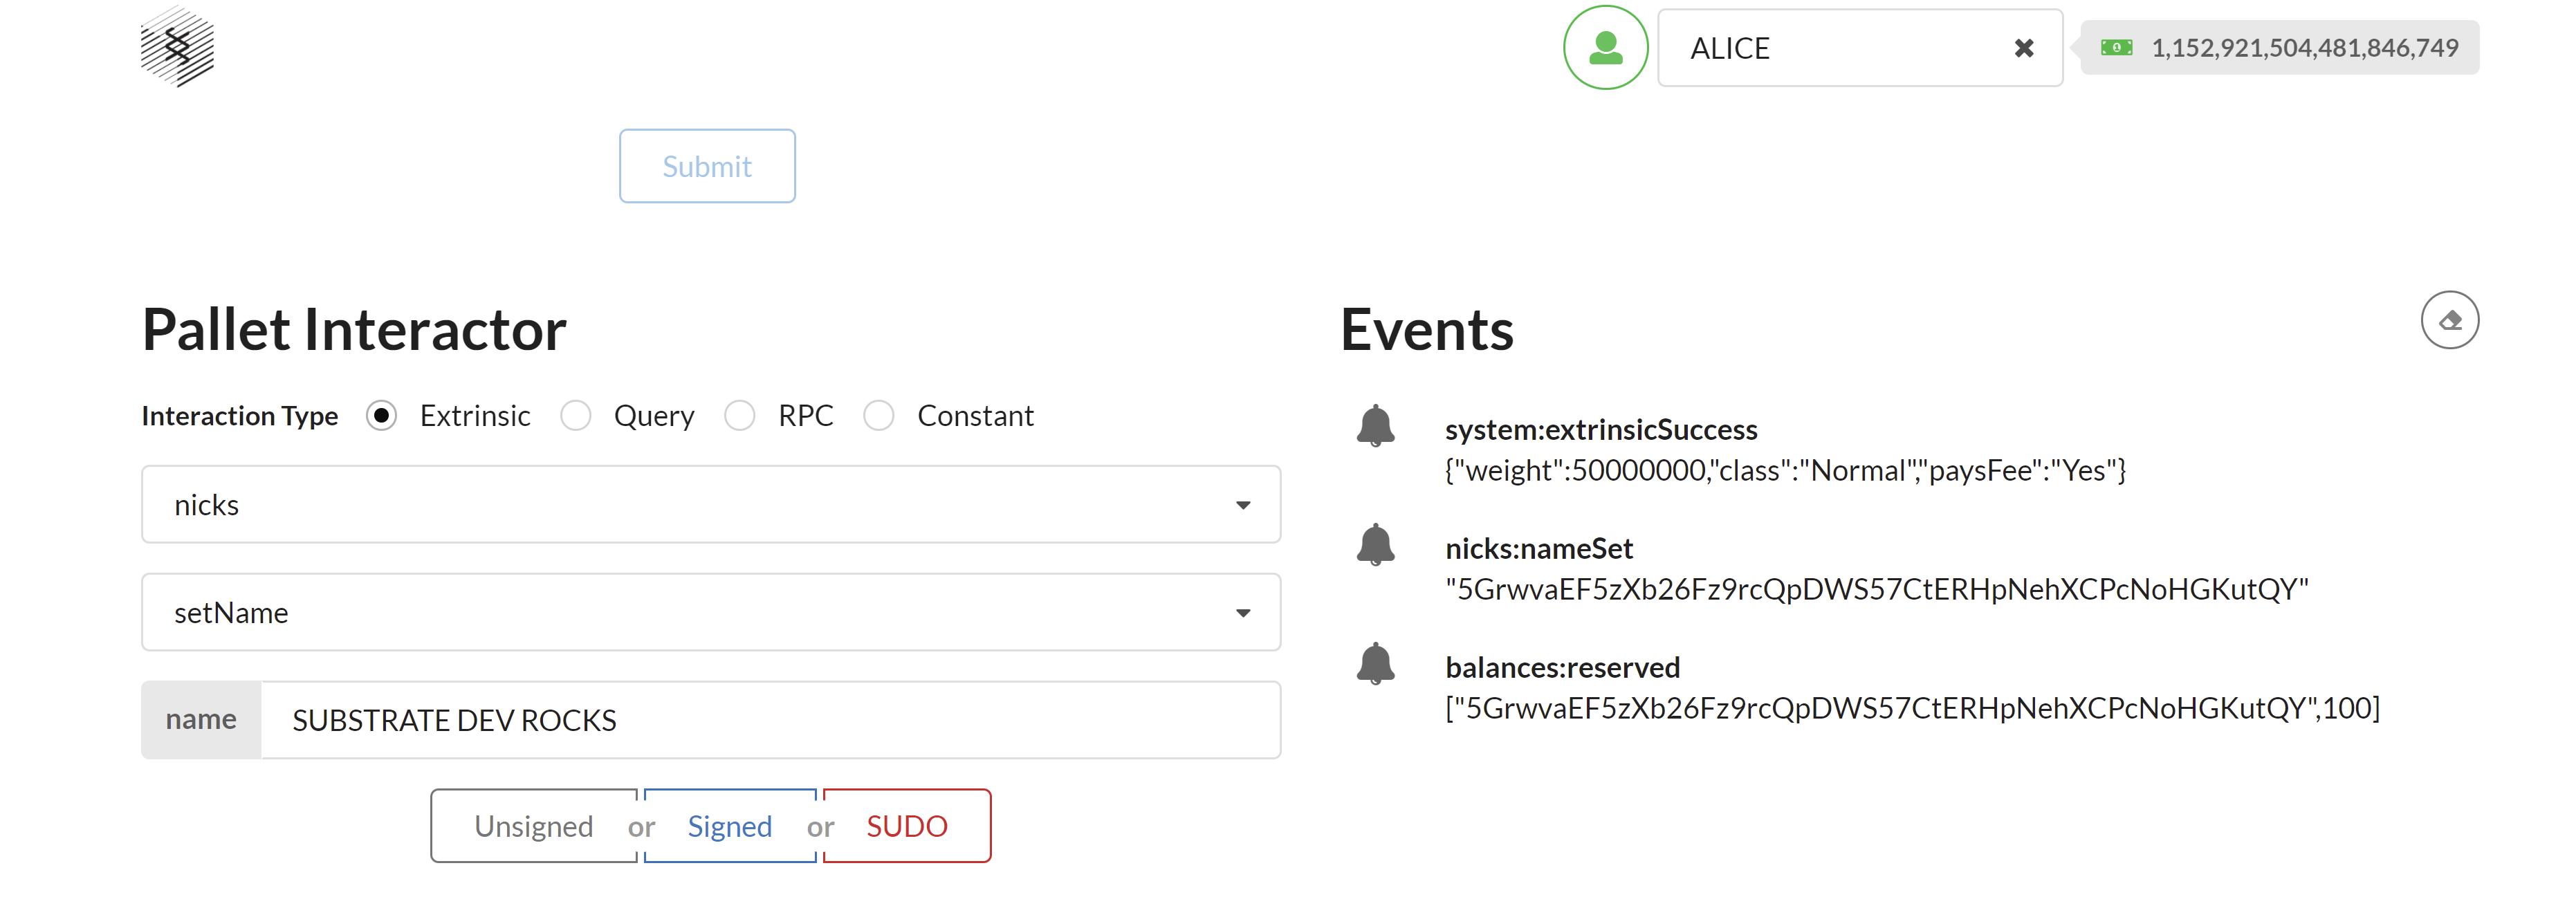 ALICE
1,152,921,504,481,846,749
Submit
Pallet Interactor
Interaction Type Extrinsic Query RPC Constant
nicks
setName
name SUBSTRATE DEV ROCKS
Unsigned or Signed or SUDO
Events
system:extrinsicSuccess
{"weight":50000000,"class":"Normal""paysFee":"Yes"}
nicks:nameSet
"5GrwvaEF5zXb26Fz9rcQpDWS57CtERHpNehXCPcNoHGKutQY"
balances:reserved
["5GrwvaEF5zXb26Fz9rcQpDWS57CtERHpNehXCPcNoHGKutQY",100]